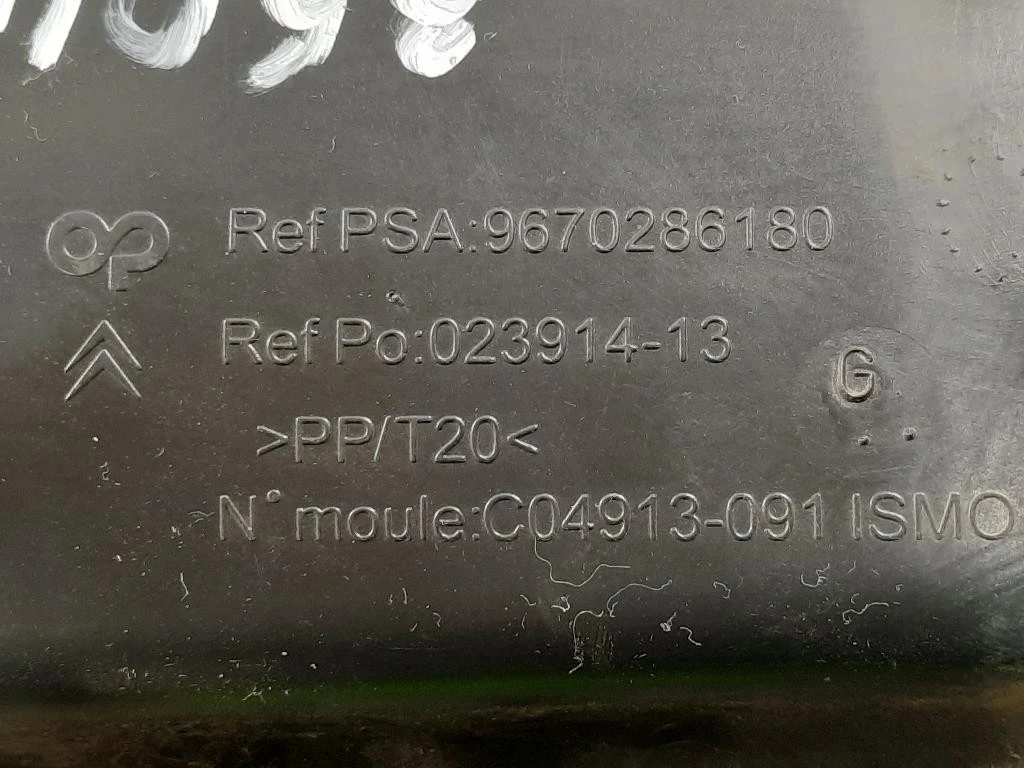 Ref PSA:9670286180
Ref Po:023914-13
G
>PP/T20<
N° moule:C04913-091 ISMO